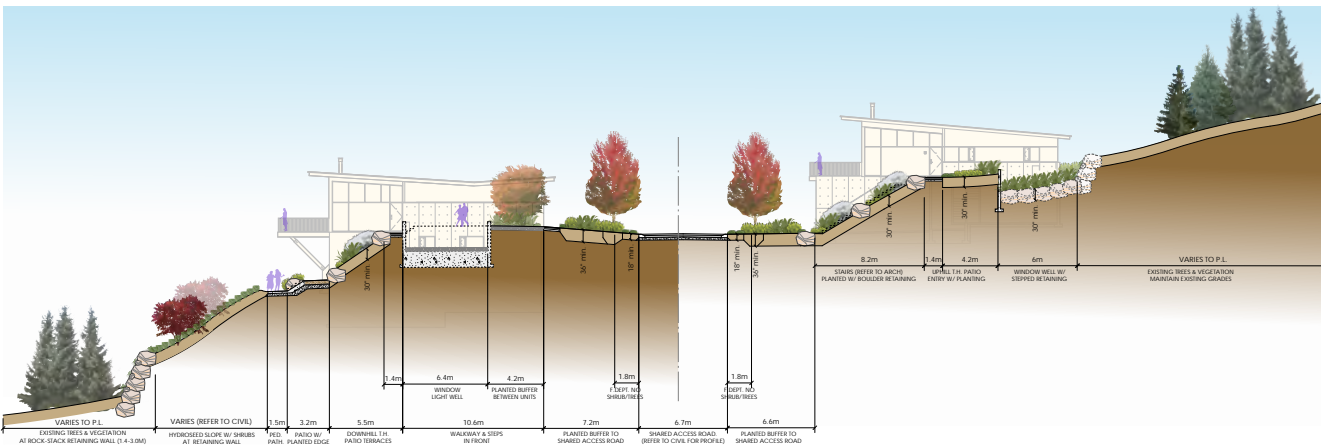 30" min.
36" min.
18" min.
18" min.
36" min.
30" min.
30" min.
30" min.
8.2m
1.4m
4.2m
6m
VARIES TO P.L.
STAIRS (REFER TO ARCH)
PLANTED W/ BOULDER RETAINING
UPHILL T.H. PATIO
ENTRY W/ PLANTING
WINDOW WELL W/
STEPPED RETAINING
EXISTING TREES & VEGETATION
MAINTAIN EXISTING GRADES
1.4m
6.4m
4.2m
1.8m
1.8m
WINDOW
LIGHT WELL
PLANTED BUFFER
BETWEEN UNITS
F.DEPT. NO
SHRUB/TREES
F.DEPT. NO
SHRUB/TREES
VARIES TO P.L.
VARIES (REFER TO CIVIL)
1.5m
3.2m
5.5m
10.6m
7.2m
6.7m
6.6m
EXISTING TREES & VEGETATION
AT ROCK-STACK RETAINING WALL (1.4-3.0M)
HYDROSEED SLOPE W/ SHRUBS
AT RETAINING WALL
PED.
PATH.
PATIO W/
PLANTED EDGE
DOWNHILL T.H.
PATIO TERRACES
WALKWAY & STEPS
IN FRONT
PLANTED BUFFER TO
SHARED ACCESS ROAD
SHARED ACCESS ROAD.
(REFER TO CIVIL FOR PROFILE)
PLANTED BUFFER TO
SHARED ACCESS ROAD